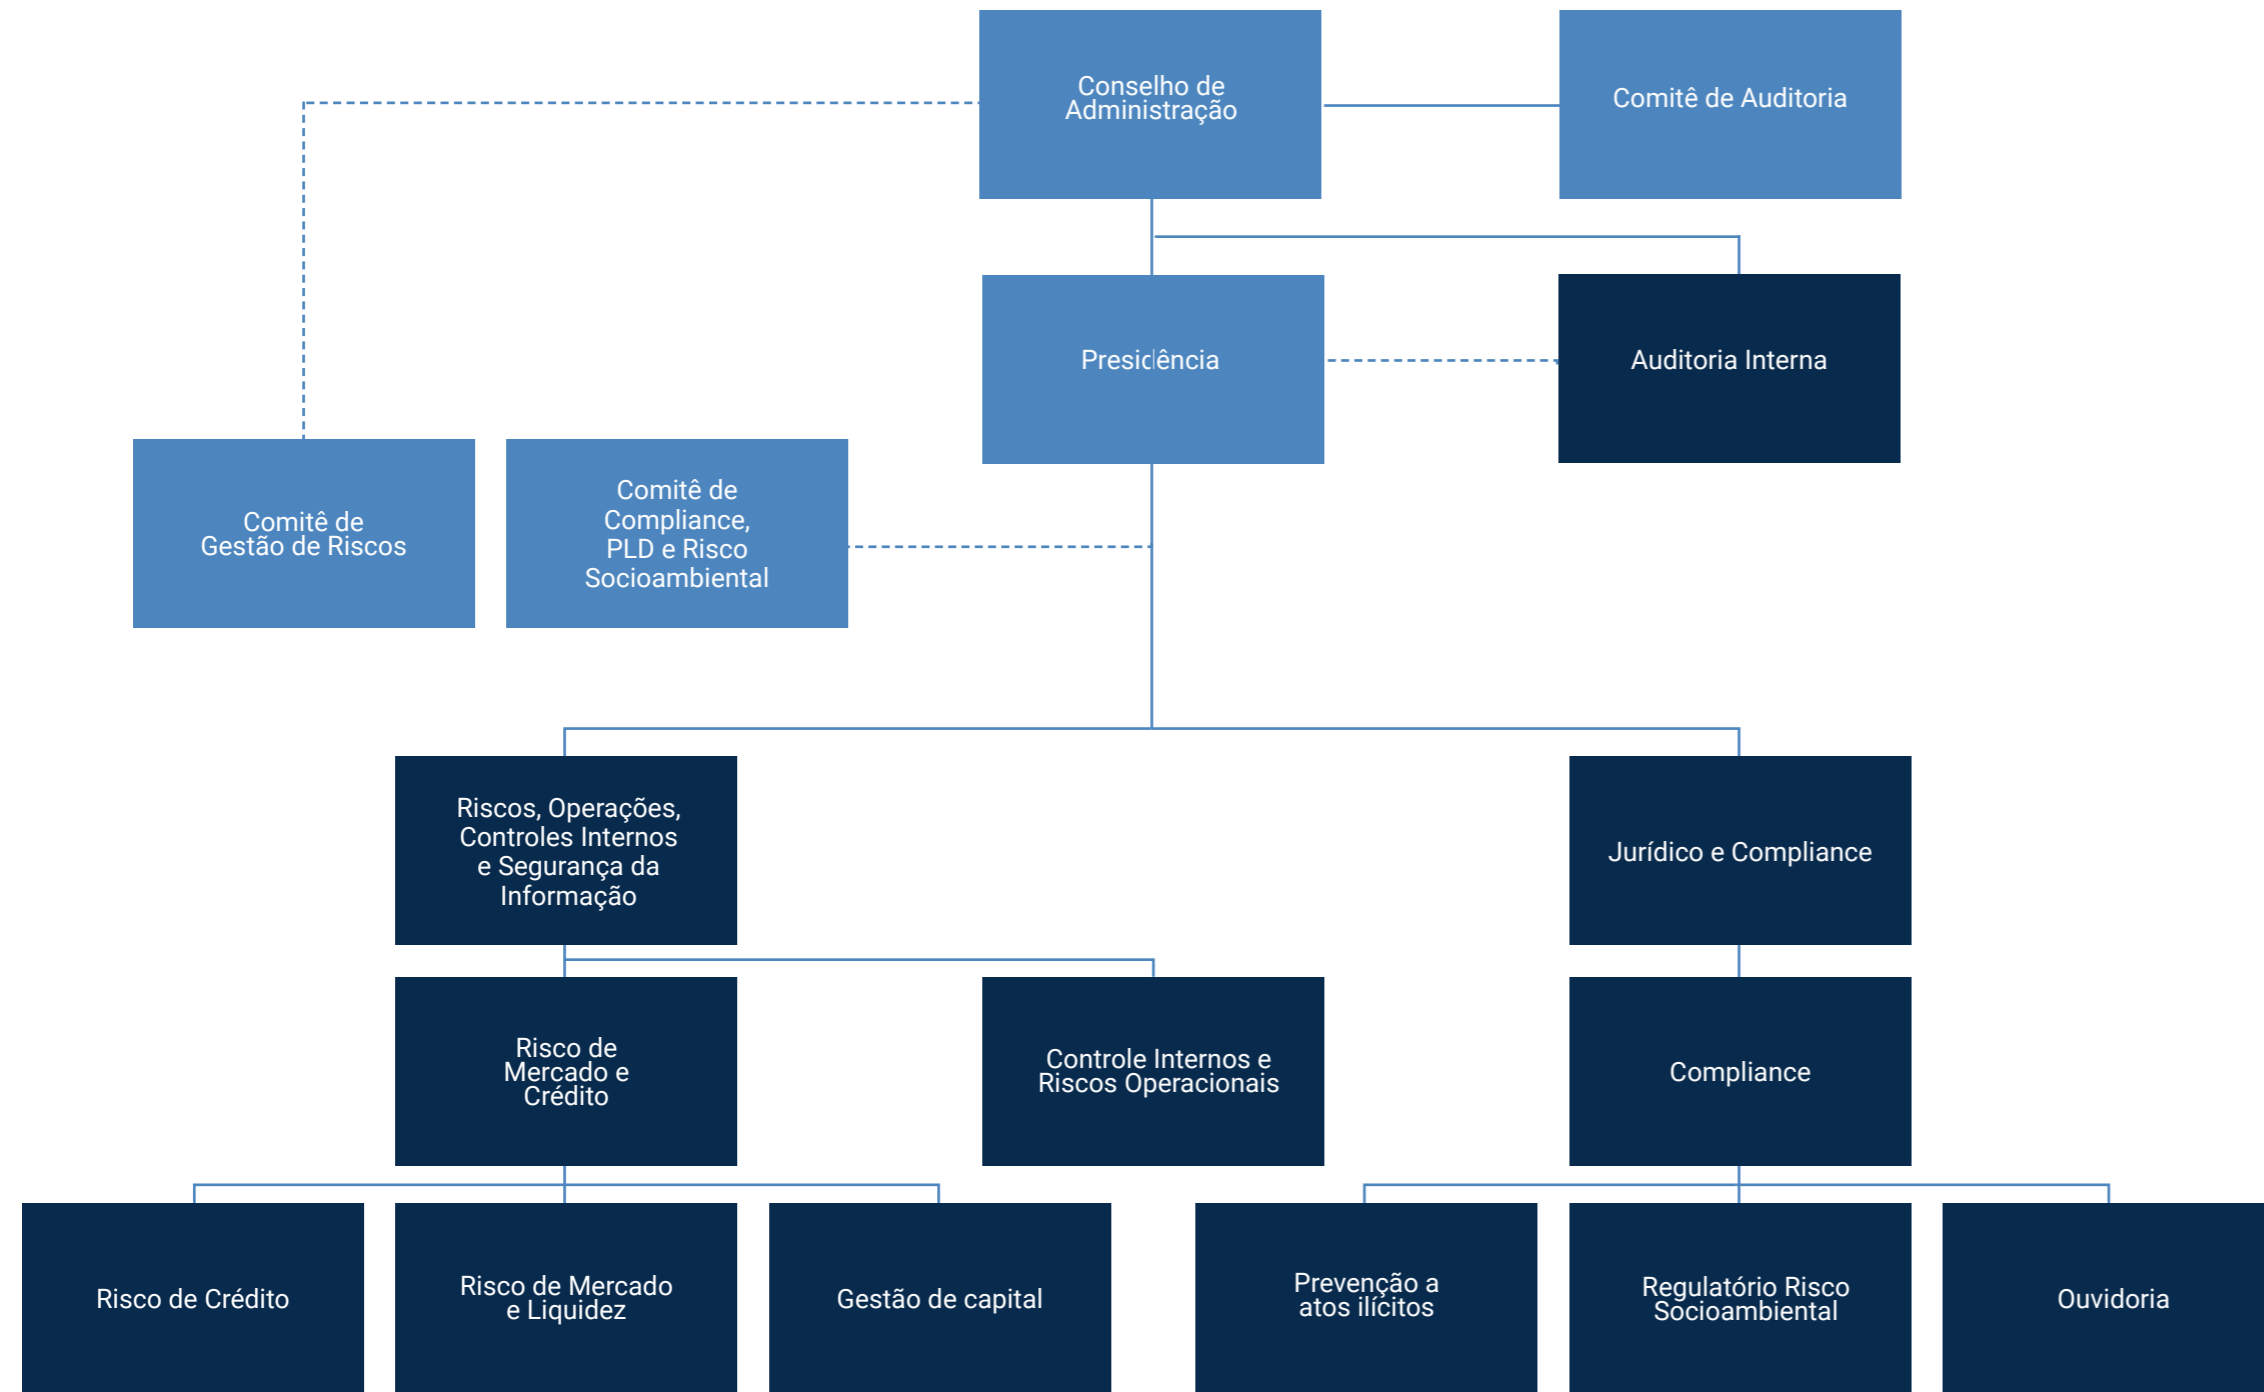 Conselho de
Administração
Comitê de Auditoria
Presidência
Auditoria Interna
Comitê de
Gestão de Riscos
Comitê de
Compliance,
PLD e Risco
Socioambiental
Riscos, Operações,
Controles Internos
e Segurança da
Informação
Jurídico e Compliance
Risco de
Mercado e
Crédito
Controle Internos e
Riscos Operacionais
Compliance
Risco de Crédito
Risco de Mercado
e Liquidez
Gestão de capital
Prevenção a
atos ilícitos
Regulatório Risco
Socioambiental
Ouvidoria